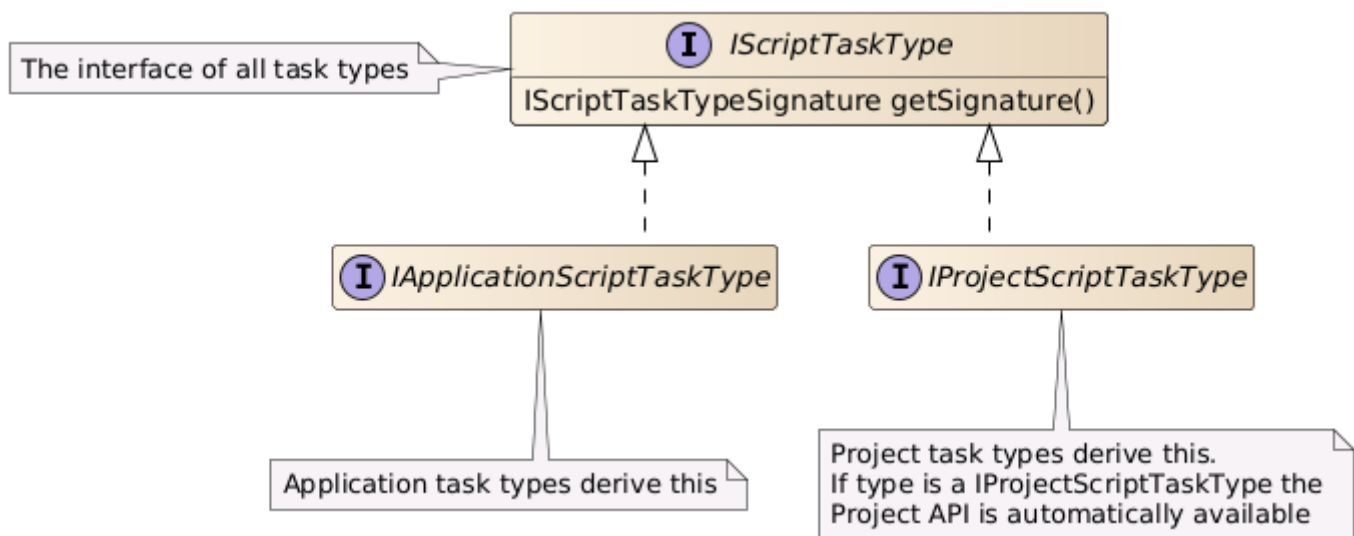 I IScriptTaskType
The interface of all task types
IScriptTaskTypeSignature getSignature()
I IApplicationScriptTaskType
I IProjectScriptTaskType
Application task types derive this
Project task types derive this.
If type is a IProjectScriptTaskType the
Project API is automatically available